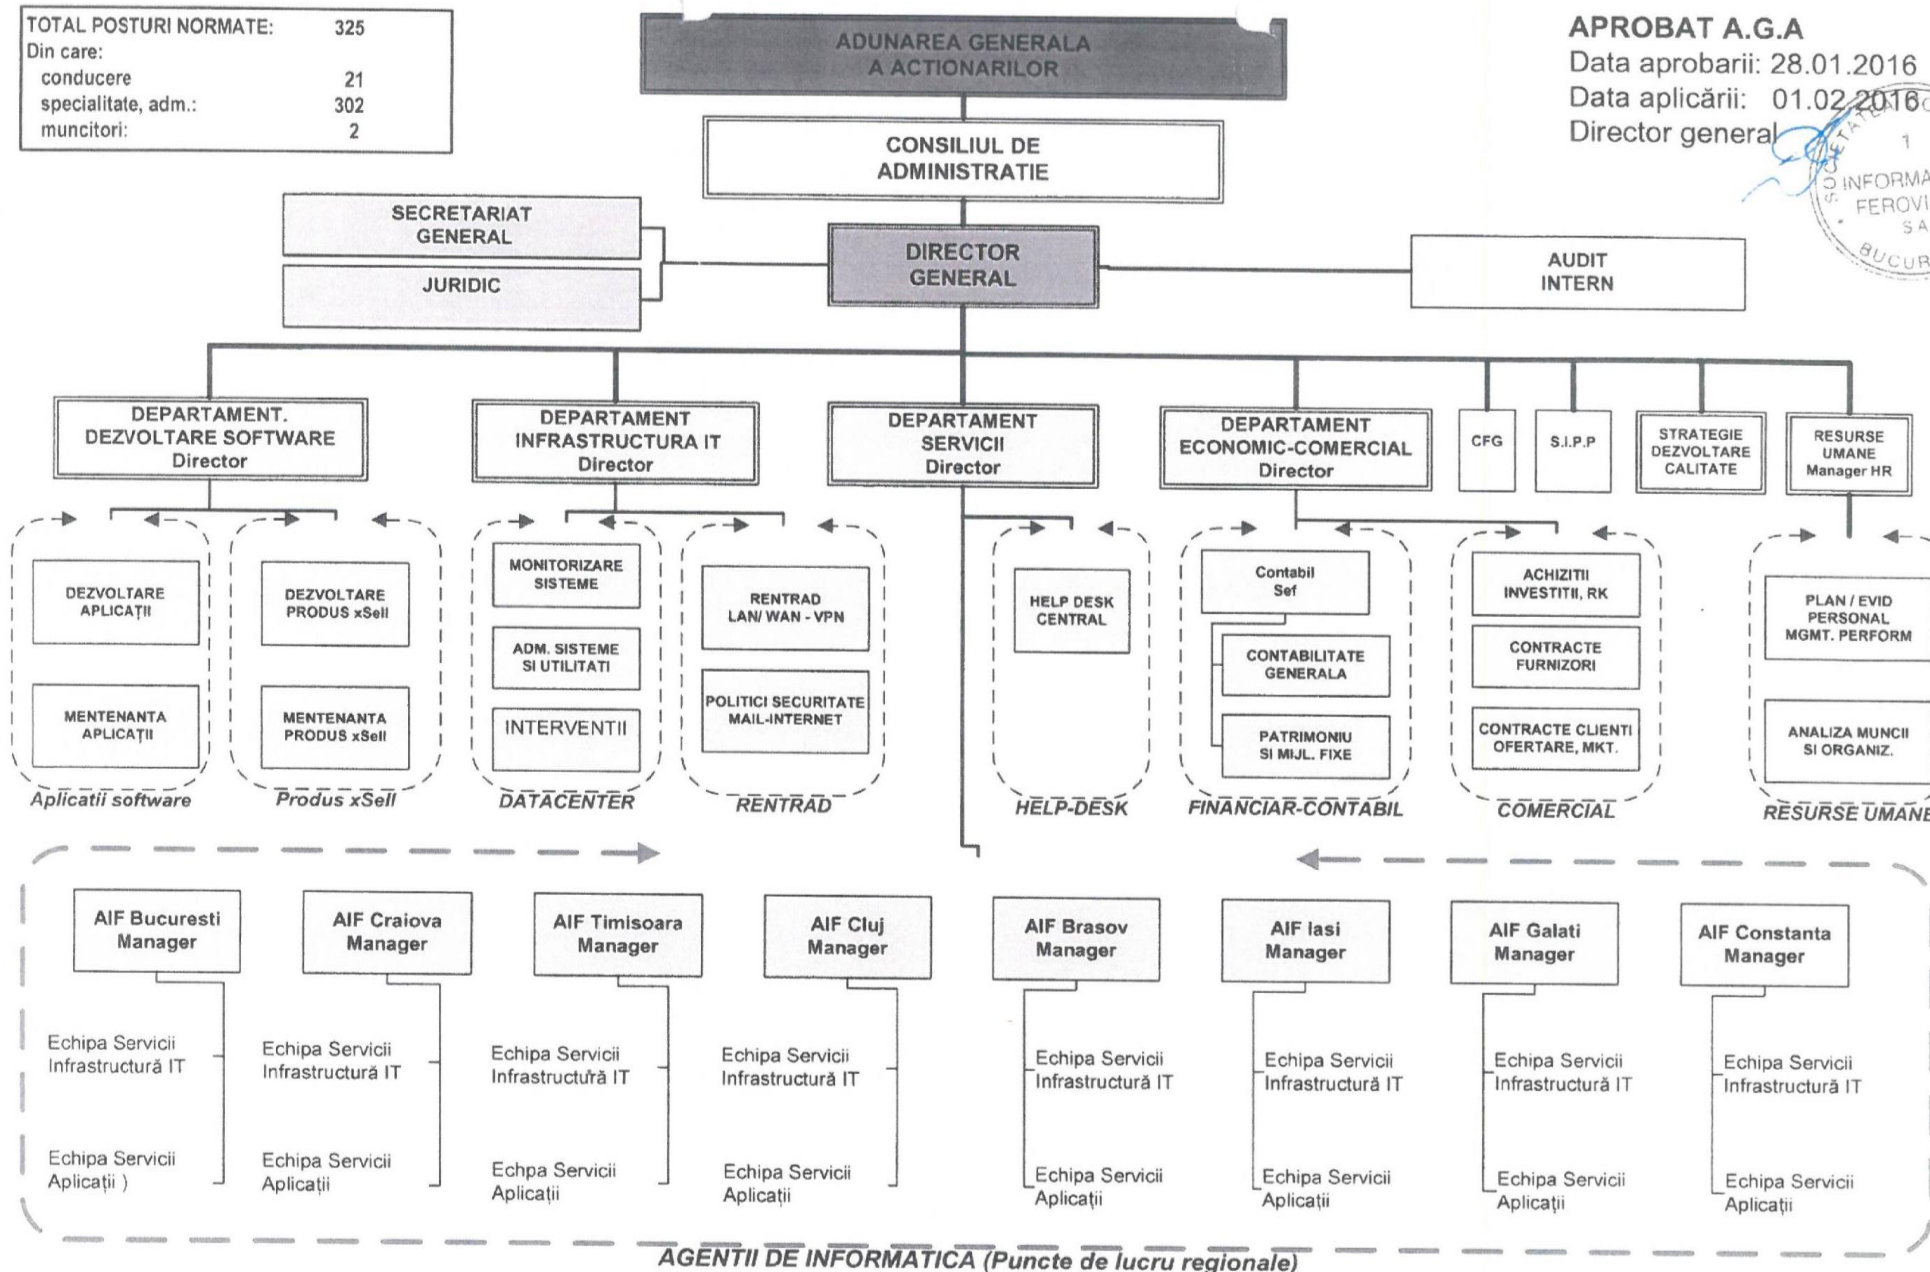 TOTAL POSTURI NORMATE: 325
Din care:
conducere 21
specialitate, adm.: 302
muncitori: 2
ADUNAREA GENERALA
A ACTIONARILOR
APROBAT A.G.A
Data aprobarii: 28.01.2016
Data aplicării: 01.02.2016
Director general
1
FEROVI
S A
CONSILIUL DE
ADMINISTRATIE
SECRETARIAT
GENERAL
JURIDIC
DIRECTOR
GENERAL
AUDIT
INTERN
DEPARTAMENT.
DEZVOLTARE SOFTWARE
Director
DEPARTAMENT
INFRASTRUCTURA IT
Director
DEPARTAMENT
SERVICII
Director
DEPARTAMENT
ECONOMIC-COMERCIAL
Director
CFG
S.I.P.P
STRATEGIE
DEZVOLTARE
CALITATE
RESURSE
UMANE
Manager HR
DEZVOLTARE
APLICAȚII
MENTENANTA
APLICAȚII
Aplicatii software
DEZVOLTARE
PRODUS xSell
MENTENANTA
PRODUS xSell
Produs xSell
MONITORIZARE
SISTEME
ADM. SISTEME
SI UTILITATI
INTERVENTII
DATACENTER
RENTRAD
LAN/ WAN - VPN
POLITICI SECURITATE
MAIL-INTERNET
RENTRAD
HELP DESK
CENTRAL
HELP-DESK
Contabil
Sef
CONTABILITATE
GENERALA
PATRIMONIU
SI MIJL. FIXE
FINANCIAR-CONTABIL
ACHIZITII
INVESTITII, RK
CONTRACTE
FURNIZORI
CONTRACTE CLIENTI
OFERTARE, MKT.
COMERCIAL
PLAN / EVID
PERSONAL
MGMT. PERFORM
ANALIZA MUNCII
SI ORGANIZ.
RESURSE UMANE
AIF Bucuresti
Manager
Echipa Servicii
Infrastructură IT
Echipa Servicii
Aplicații )
AIF Craiova
Manager
Echipa Servicii
Infrastructură IT
Echipa Servicii
Aplicații
AIF Timisoara
Manager
Echipa Servicii
Infrastructură IT
Echpa Servicii
Aplicații
AIF Cluj
Manager
Echipa Servicii
Infrastructură IT
Echipa Servicii
Aplicații
AIF Brasov
Manager
Echipa Servicii
Infrastructură IT
Echipa Servicii
Aplicații
AIF Iasi
Manager
Echipa Servicii
Infrastructură IT
Echipa Servicii
Aplicații
AIF Galati
Manager
Echipa Servicii
Infrastructură IT
Echipa Servicii
Aplicații
AIF Constanta
Manager
Echipa Servicii
Infrastructură IT
Echipa Servicii
Aplicații
AGENTII DE INFORMATICA (Puncte de lucru regionale)